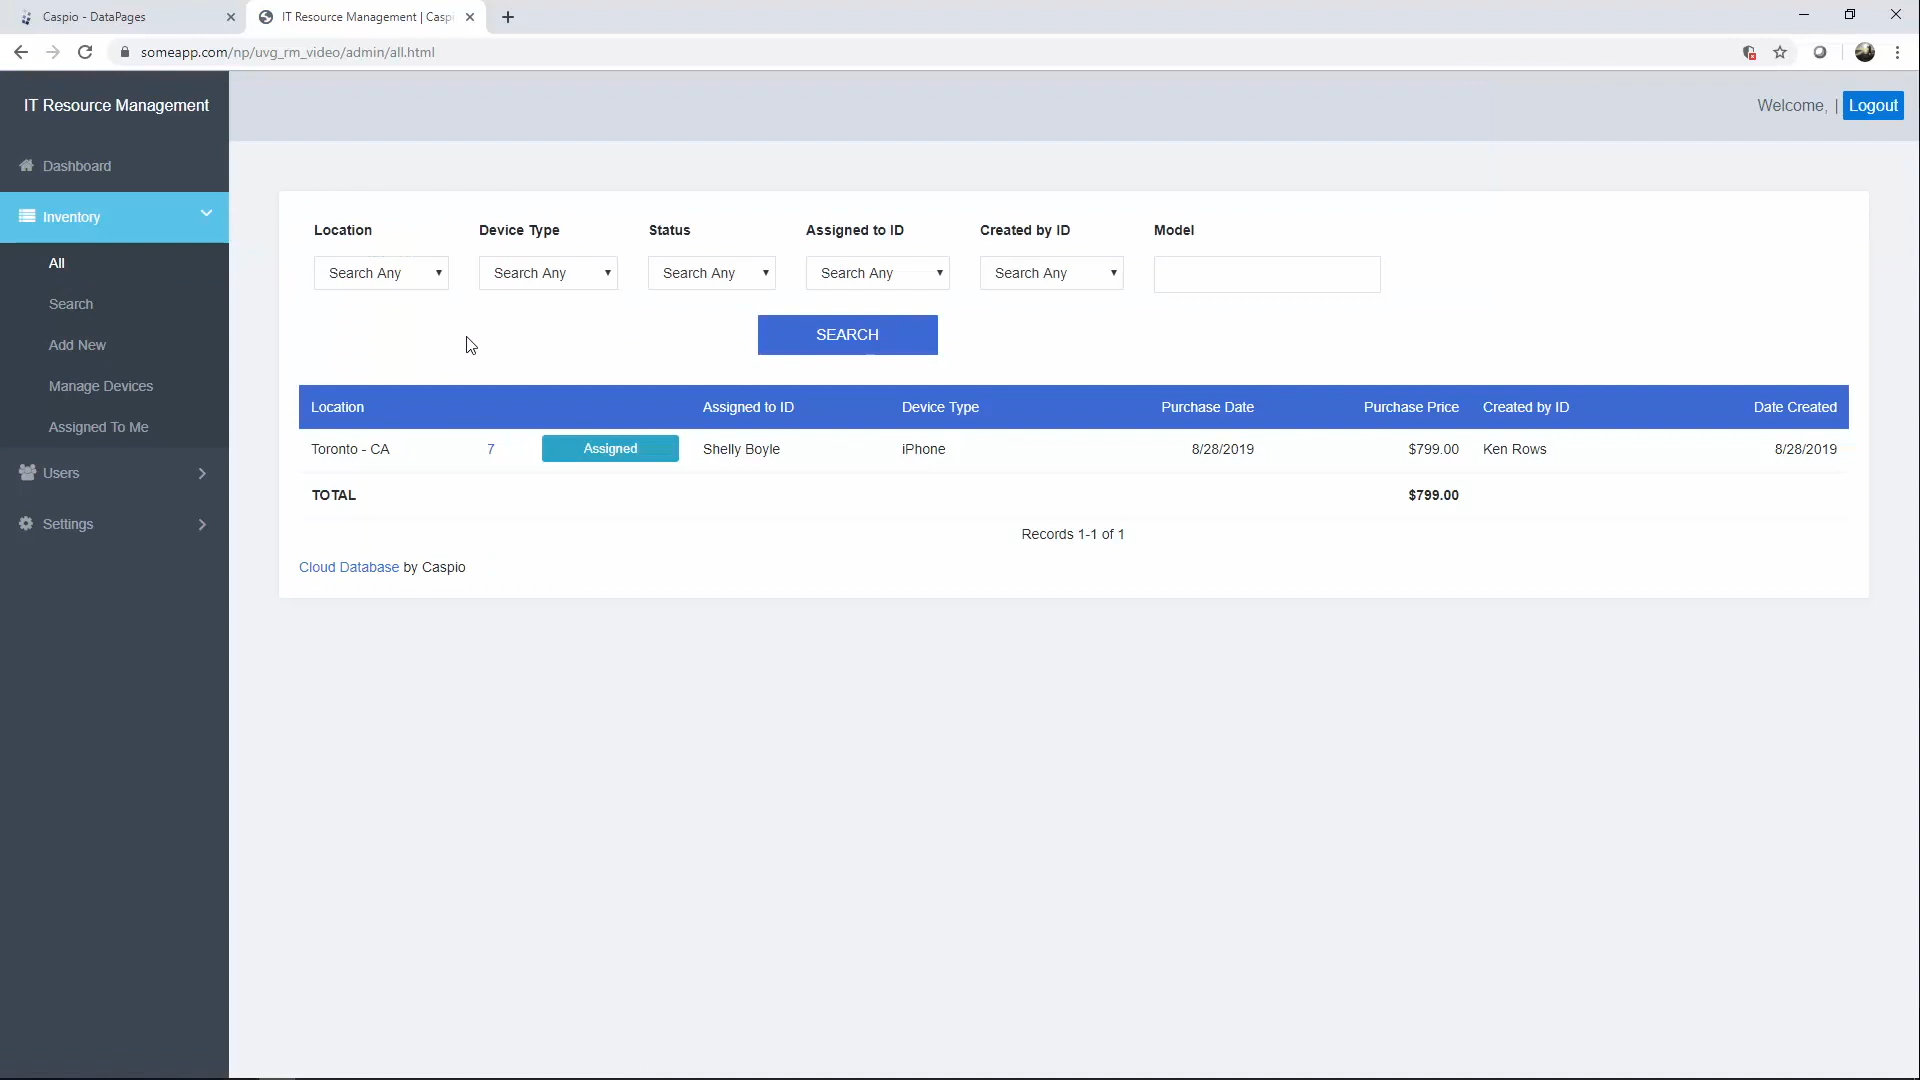 Caspio - DataPages
IT Resource Management | Caspi
someapp.com/np/uvg_rm_video/admin/all.html
IT Resource Management
Welcome, | Logout
Dashboard
Inventory
All
Search
Add New
Manage Devices
Assigned To Me
Users
Settings
Location Device Type Status Assigned to ID Created by ID Model
Search Any Search Any Search Any Search Any Search Any
SEARCH
Location Assigned to ID Device Type Purchase Date Purchase Price Created by ID Date Created
Toronto - CA 7 Assigned Shelly Boyle iPhone 8/28/2019 $799.00 Ken Rows 8/28/2019
TOTAL $799.00
Records 1-1 of 1
Cloud Database by Caspio